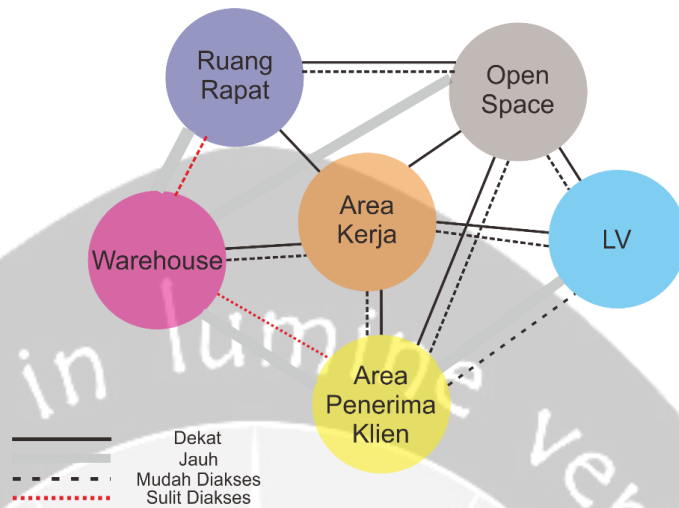 Ruang
Rapat
Open
Space
Area
Kerja
LV
Warehouse
Area
Penerima
Klien
in lumine ver
Dekat
Jauh
Mudah Diakses
Sulit Diakses